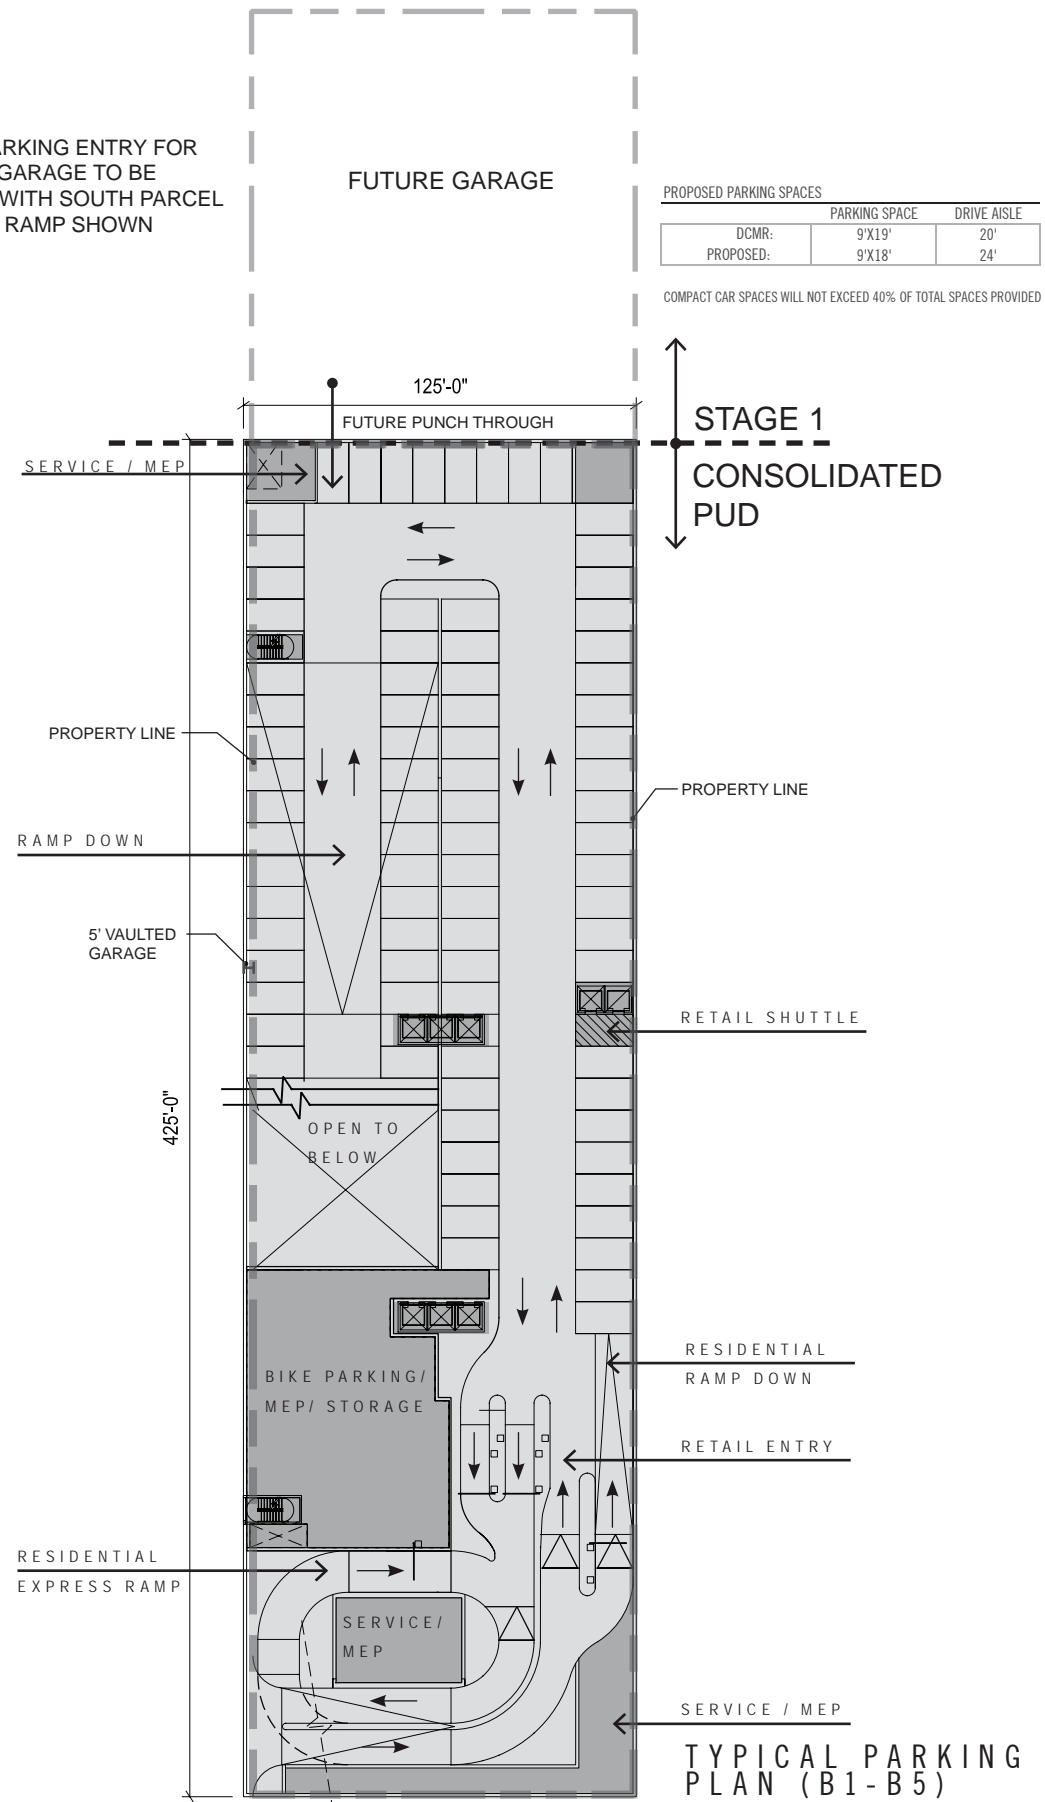 ARKING ENTRY FOR
GARAGE TO BE
WITH SOUTH PARCEL
RAMP SHOWN
FUTURE GARAGE
PROPOSED PARKING SPACES
PARKING SPACE DRIVE AISLE
DCMR: 9'X19' 20'
PROPOSED: 9'X18' 24'
COMPACT CAR SPACES WILL NOT EXCEED 40% OF TOTAL SPACES PROVIDED
125'-0"
FUTURE PUNCH THROUGH
STAGE 1
CONSOLIDATED
PUD
SERVICE / MEP
PROPERTY LINE
PROPERTY LINE
RAMP DOWN
5' VAULTED
GARAGE
RETAIL SHUTTLE
425'-0"
OPEN TO
BELOW
BIKE PARKING/
MEP/ STORAGE
RESIDENTIAL
RAMP DOWN
RETAIL ENTRY
RESIDENTIAL
EXPRESS RAMP
SERVICE/
MEP
SERVICE / MEP
TYPICAL PARKING
PLAN (B1-B5)